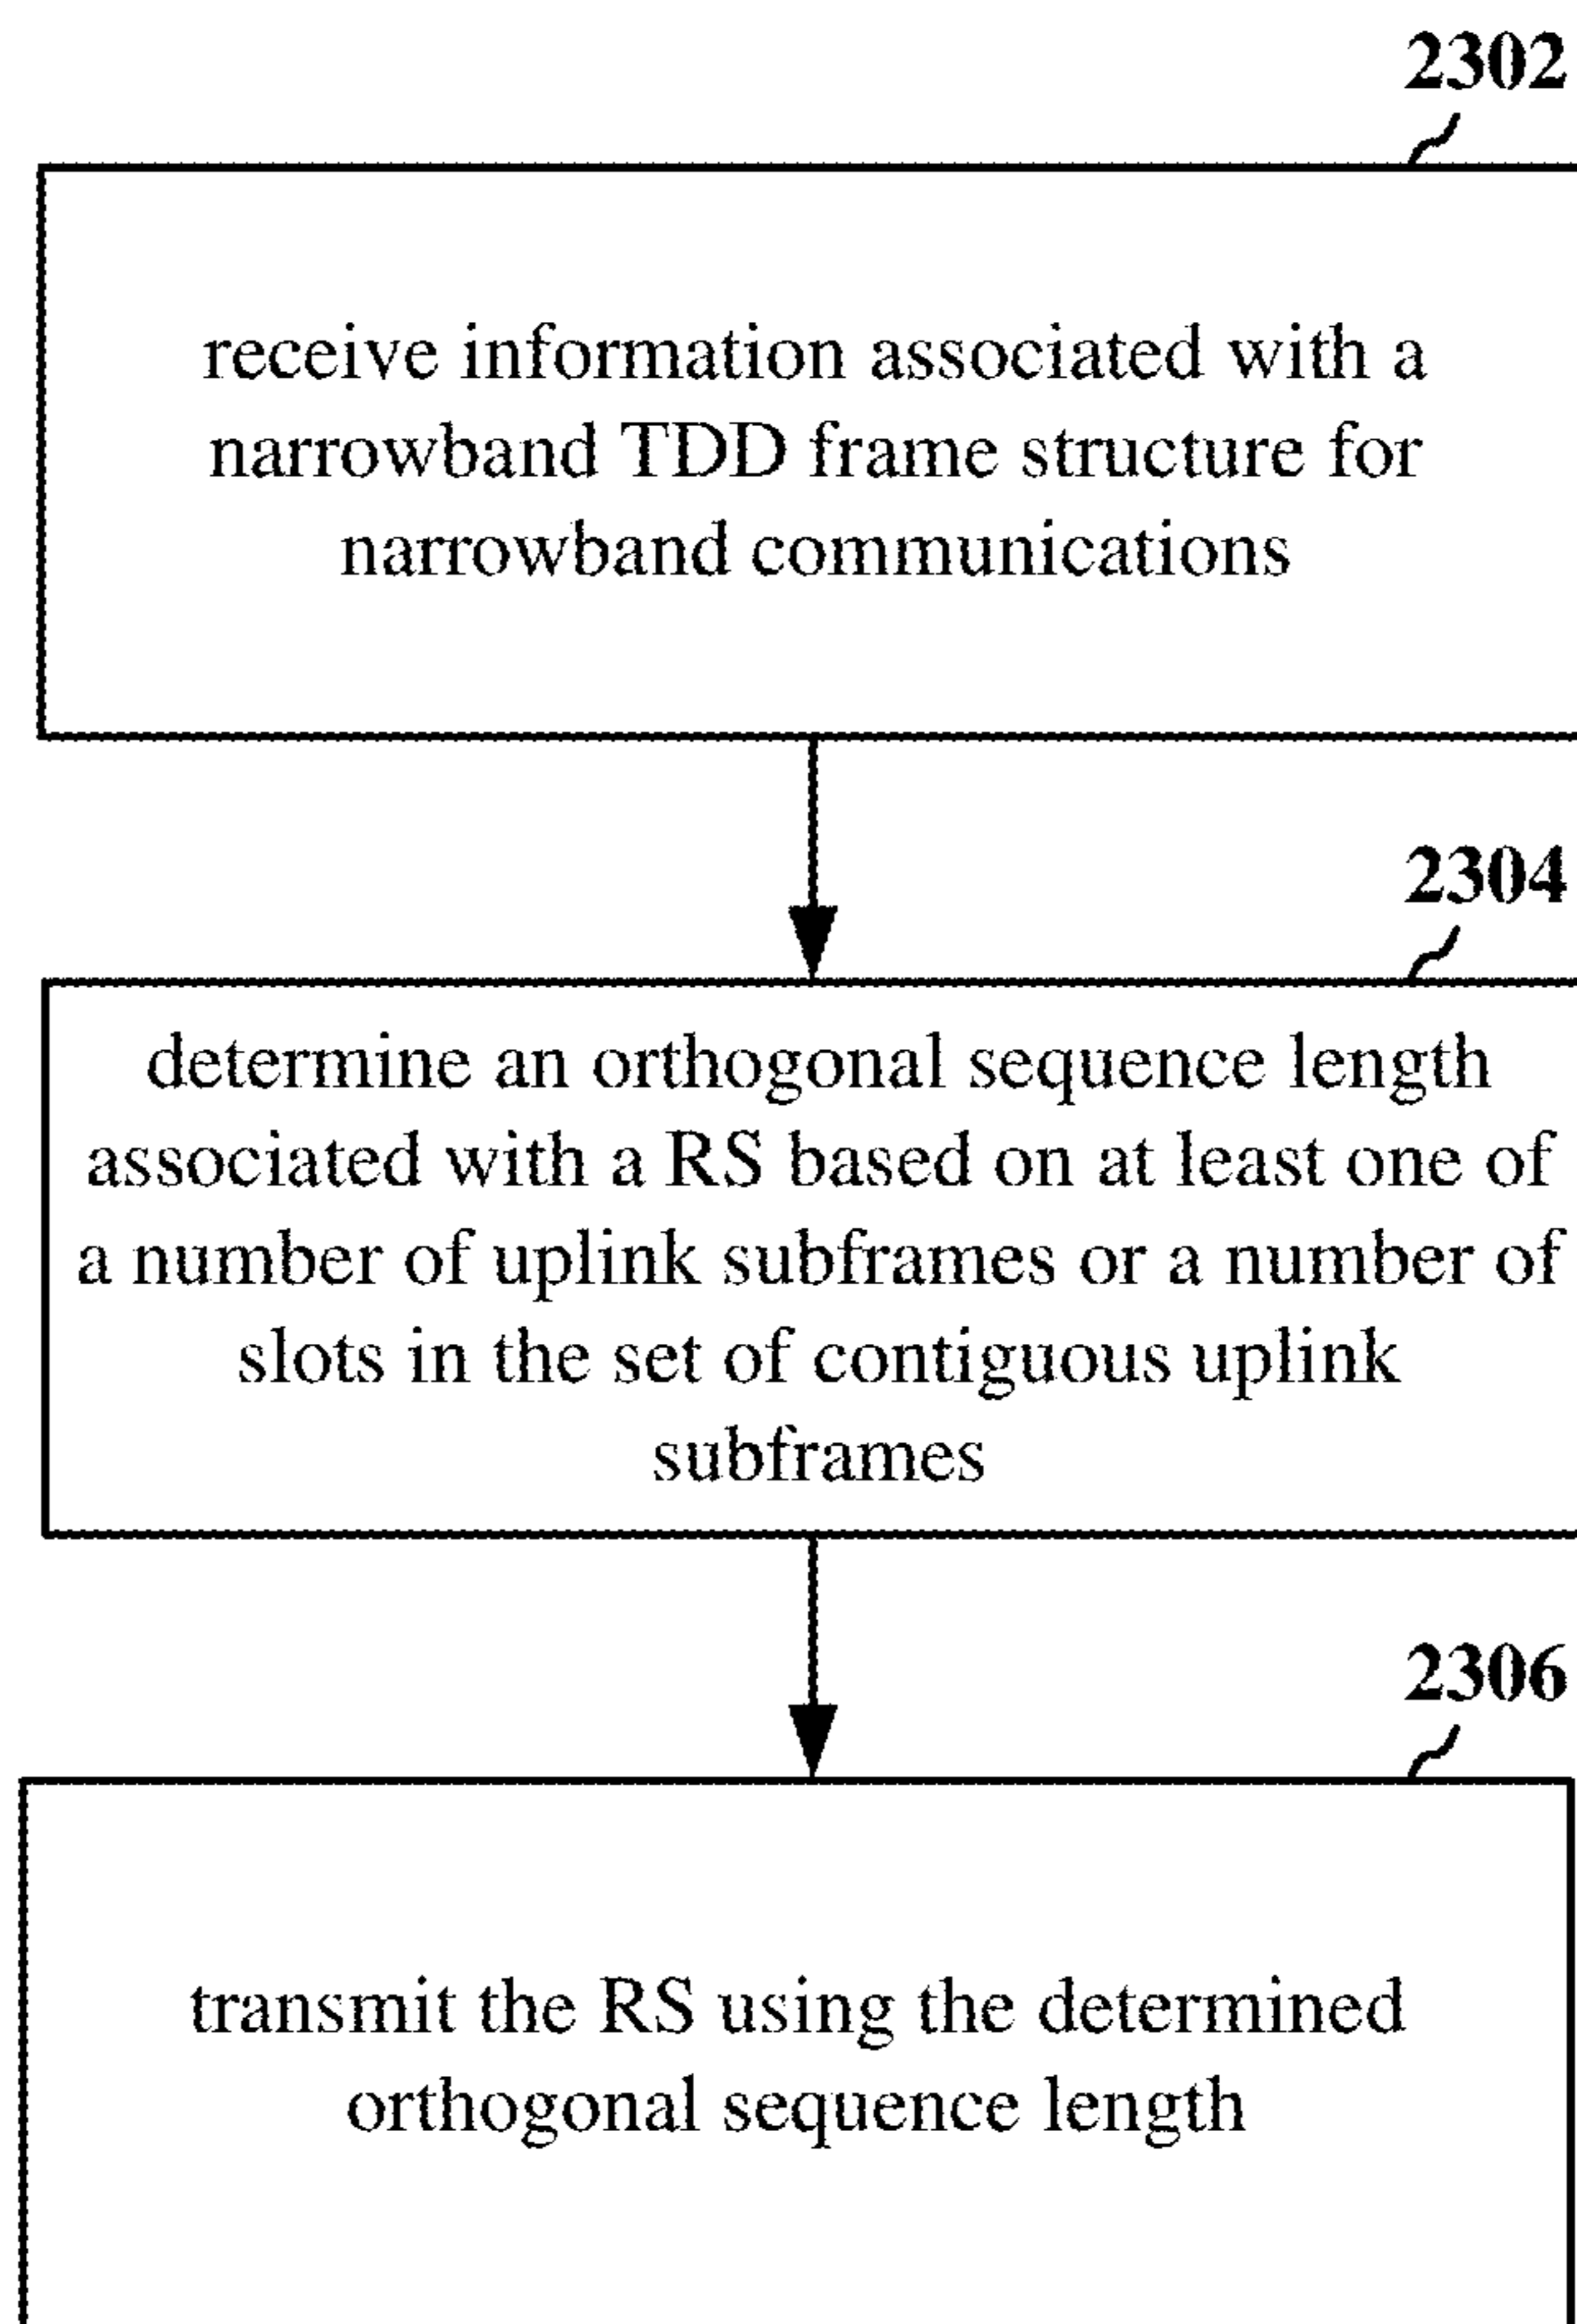 2302
receive information associated with a
narrowband TDD frame structure for
narrowband communications
2304
determine an orthogonal sequence length
associated with a RS based on at least one of
a number of uplink subframes or a number of
slots in the set of contiguous uplink
subframes
2306
transmit the RS using the determined
orthogonal sequence length